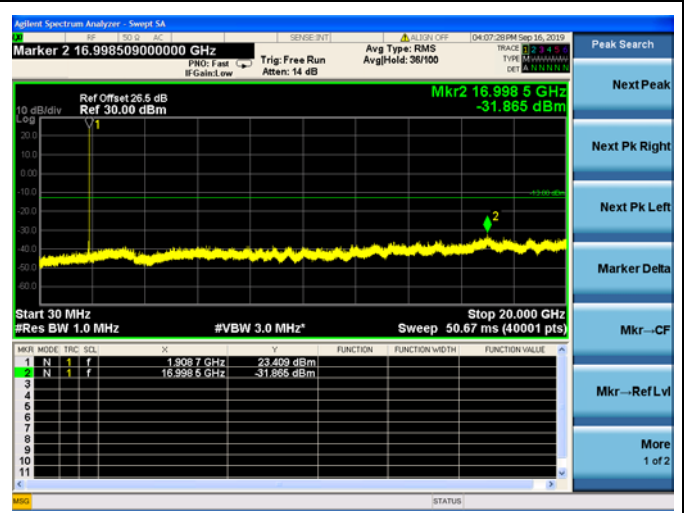 Agilent Spectrum Analyzer - Swept SA
RF 50 Ω AC SENSE:INT ALIGN OFF 04:07:28 PM Sep 16, 2019
Marker 2 16.998509000000 GHz
PNO: Fast
IFGain:Low
Trig: Free Run
Atten: 14 dB
Avg Type: RMS
Avg|Hold: 36/100
TRACE 1 2 3 4 5 6
TYPE M
DET A N N N N N
Peak Search
Next Peak
Next Pk Right
Next Pk Left
Marker Delta
Mkr→CF
Mkr→RefLvl
More
1 of 2
Mkr2 16.998 5 GHz
-31.865 dBm
Ref Offset 26.5 dB
10 dB/div Ref 30.00 dBm
Log
1
20.0
10.0
0.00
-10.0
-13.00 dBm
-20.0
2
-30.0
-40.0
-50.0
-60.0
Start 30 MHz Stop 20.000 GHz
#Res BW 1.0 MHz #VBW 3.0 MHz* Sweep 50.67 ms (40001 pts)
MKR MODE TRC SCL X Y FUNCTION FUNCTION WIDTH FUNCTION VALUE
1 N 1 f 1.908 7 GHz 23.409 dBm
2 N 1 f 16.998 5 GHz -31.865 dBm
3
4
5
6
7
8
9
10
11
MSG STATUS